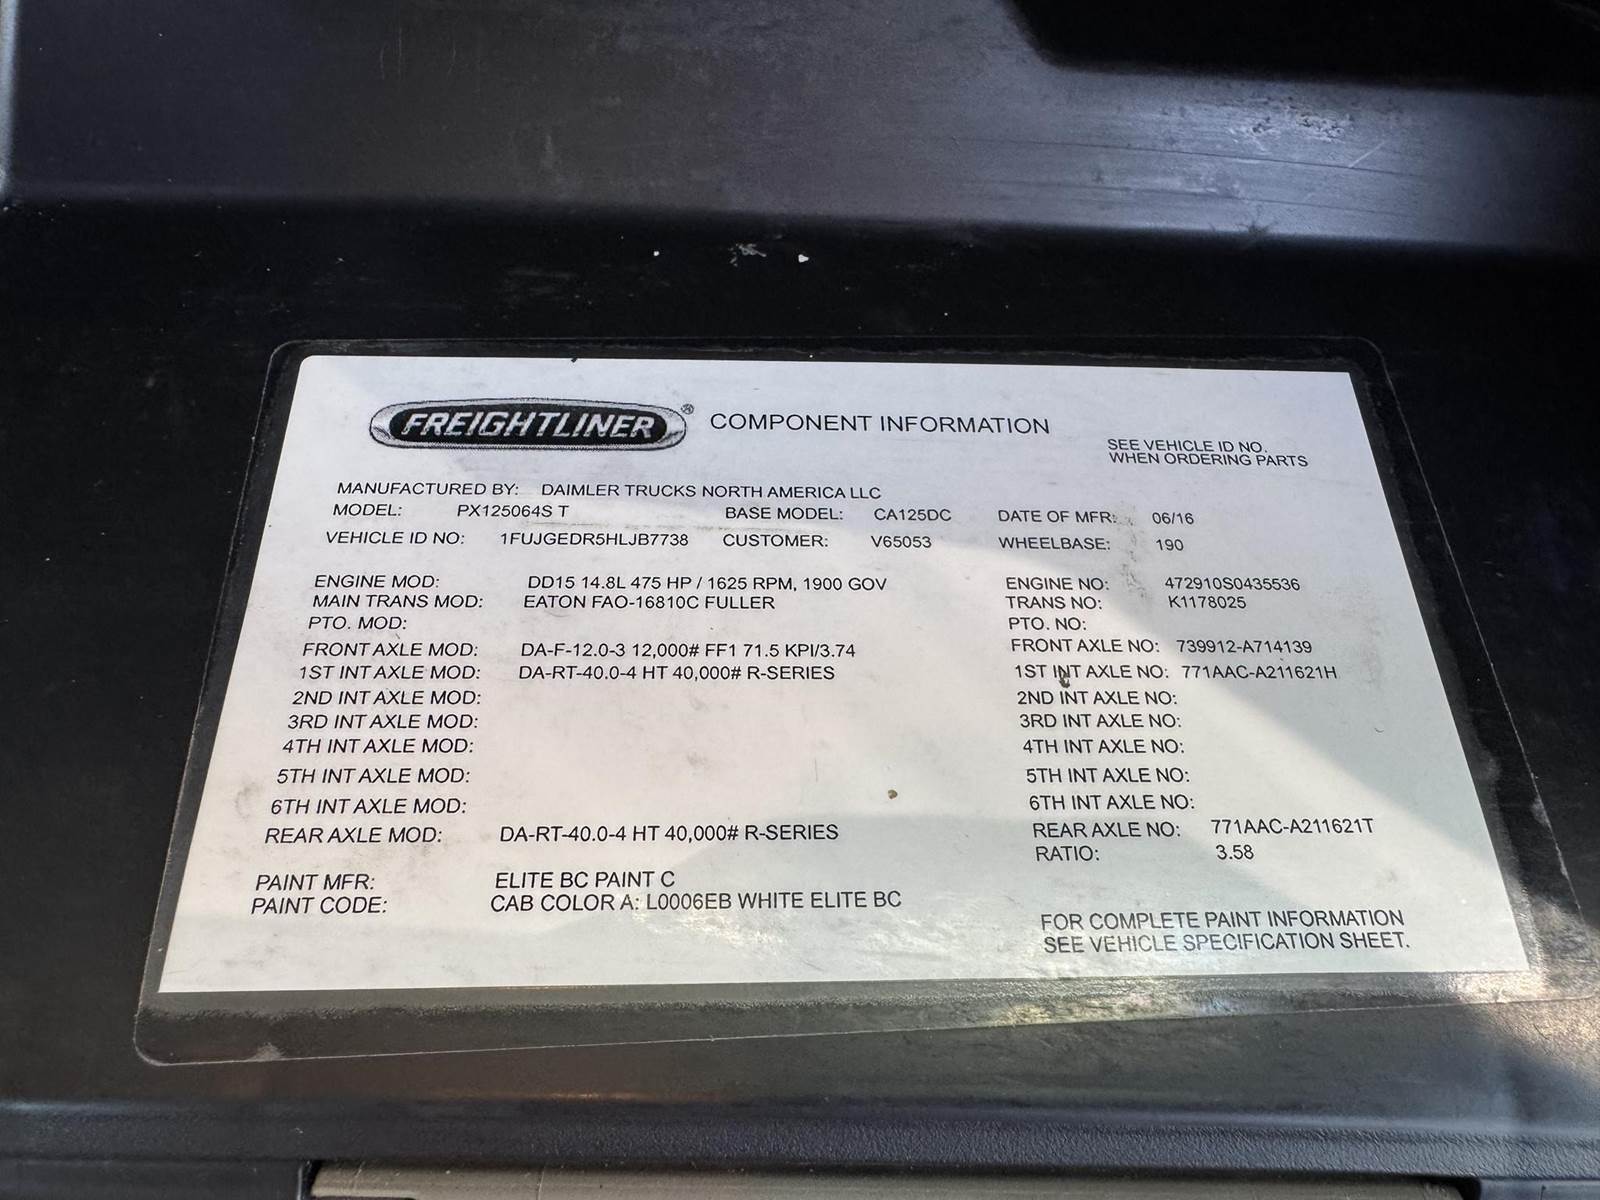 FREIGHTLINER® COMPONENT INFORMATION
SEE VEHICLE ID NO.
WHEN ORDERING PARTS
MANUFACTURED BY: DAIMLER TRUCKS NORTH AMERICA LLC
MODEL: PX125064S T BASE MODEL: CA125DC DATE OF MFR: 06/16
VEHICLE ID NO: 1FUJGEDR5HLJB7738 CUSTOMER: V65053 WHEELBASE: 190
ENGINE MOD: DD15 14.8L 475 HP / 1625 RPM, 1900 GOV ENGINE NO: 472910S0435536
MAIN TRANS MOD: EATON FAO-16810C FULLER TRANS NO: K1178025
PTO. MOD: PTO. NO:
FRONT AXLE MOD: DA-F-12.0-3 12,000# FF1 71.5 KPI/3.74 FRONT AXLE NO: 739912-A714139
1ST INT AXLE MOD: DA-RT-40.0-4 HT 40,000# R-SERIES 1ST INT AXLE NO: 771AAC-A211621H
2ND INT AXLE MOD: 2ND INT AXLE NO:
3RD INT AXLE MOD: 3RD INT AXLE NO:
4TH INT AXLE MOD: 4TH INT AXLE NO:
5TH INT AXLE MOD: 5TH INT AXLE NO:
6TH INT AXLE MOD: 6TH INT AXLE NO:
REAR AXLE MOD: DA-RT-40.0-4 HT 40,000# R-SERIES REAR AXLE NO: 771AAC-A211621T
RATIO: 3.58
PAINT MFR: ELITE BC PAINT C
PAINT CODE: CAB COLOR A: L0006EB WHITE ELITE BC
FOR COMPLETE PAINT INFORMATION
SEE VEHICLE SPECIFICATION SHEET.